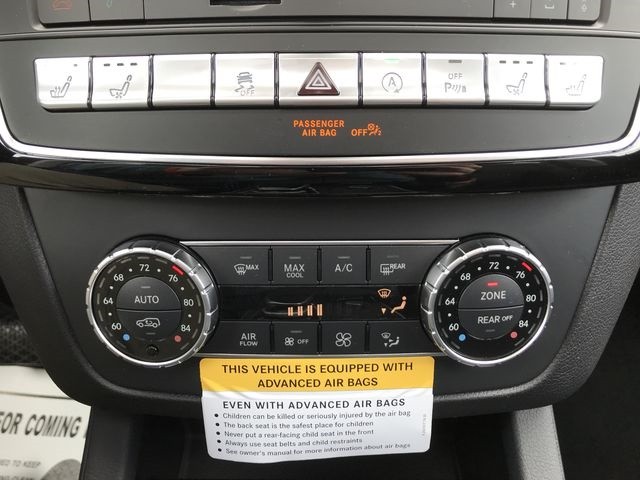 OFF
OFF
PASSENGER
AIR BAG
OFF
2
MAX
MAX
COOL
A/C
REAR
68 72 76
80
84
60
AUTO
68 72 76
80
84
60
ZONE
REAR OFF
AIR
FLOW
OFF
THIS VEHICLE IS EQUIPPED WITH
ADVANCED AIR BAGS
EVEN WITH ADVANCED AIR BAGS
• Children can be killed or seriously injured by the air bag
• The back seat is the safest place for children
• Never put a rear-facing child seat in the front
• Always use seat belts and child restraints
• See owner's manual for more information about air bags
FOR COMING